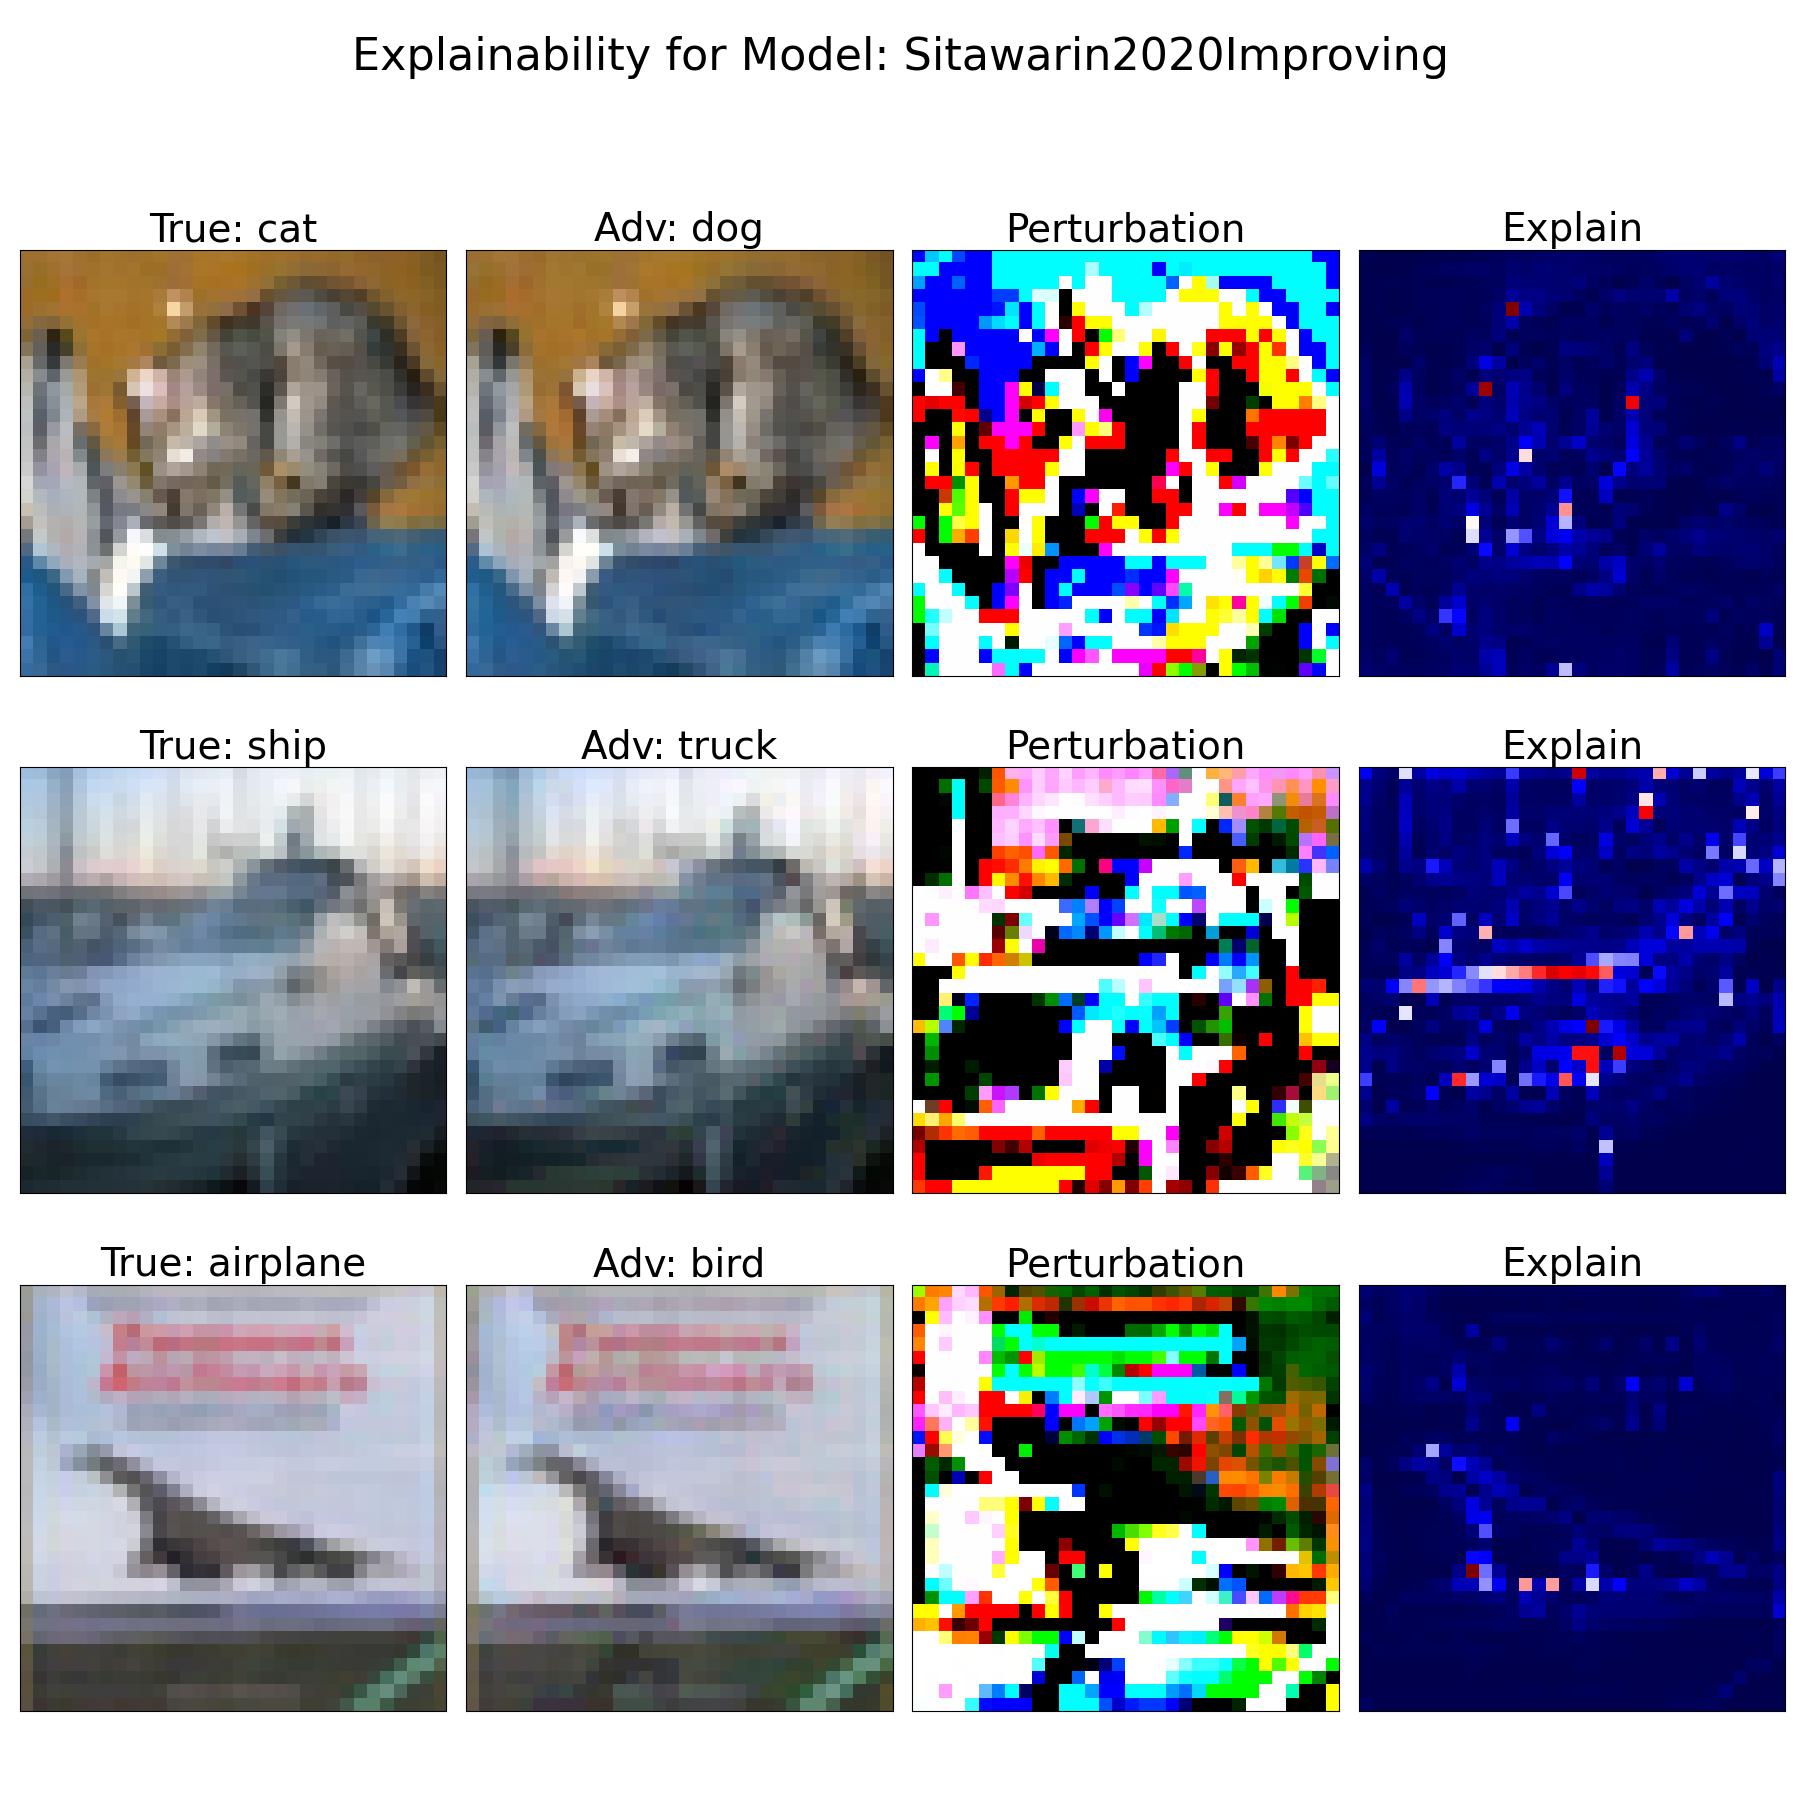 Explainability for Model: Sitawarin2020Improving
True: cat Adv: dog Perturbation Explain
True: ship Adv: truck Perturbation Explain
True: airplane Adv: bird Perturbation Explain